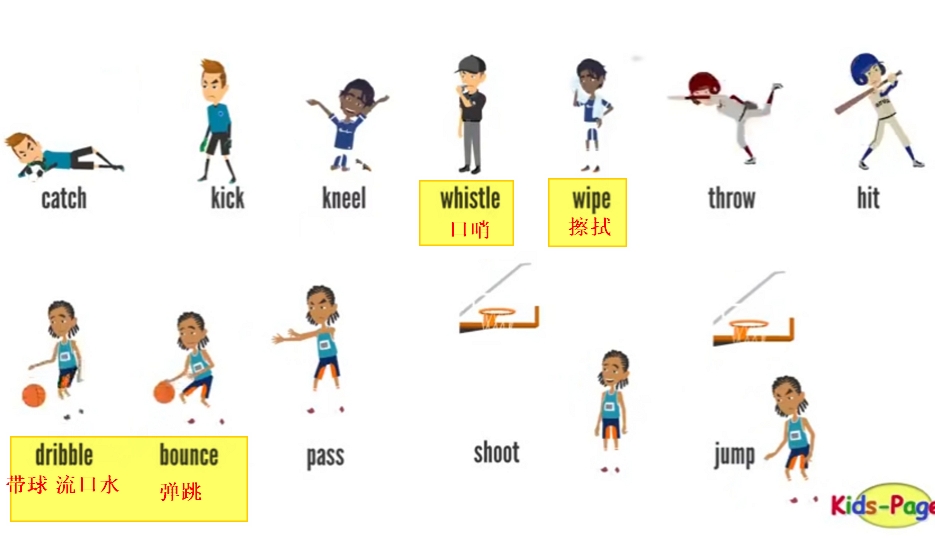 catch kick kneel whistle wipe throw hit
口哨 擦拭
dribble bounce pass shoot jump
带球 流口水 弹跳
Kids-Page